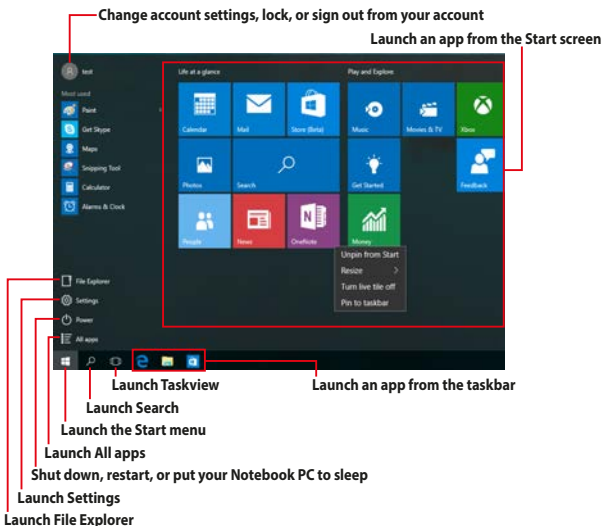 Change account settings, lock, or sign out from your account
Launch an app from the Start screen
test
Life at a glance
Play and Explore
Most used
Paint
Get Skype
Maps
Snipping Tool
Calculator
Alarms & Clock
Calendar
Mail
Store (Beta)
Music
Movies & TV
Xbox
Photos
Search
Get Started
Feedback
People
News
OneNote
Money
Unpin from Start
Resize
Turn live tile off
Pin to taskbar
File Explorer
Settings
Power
All apps
Launch Taskview
Launch an app from the taskbar
Launch Search
Launch the Start menu
Launch All apps
Shut down, restart, or put your Notebook PC to sleep
Launch Settings
Launch File Explorer